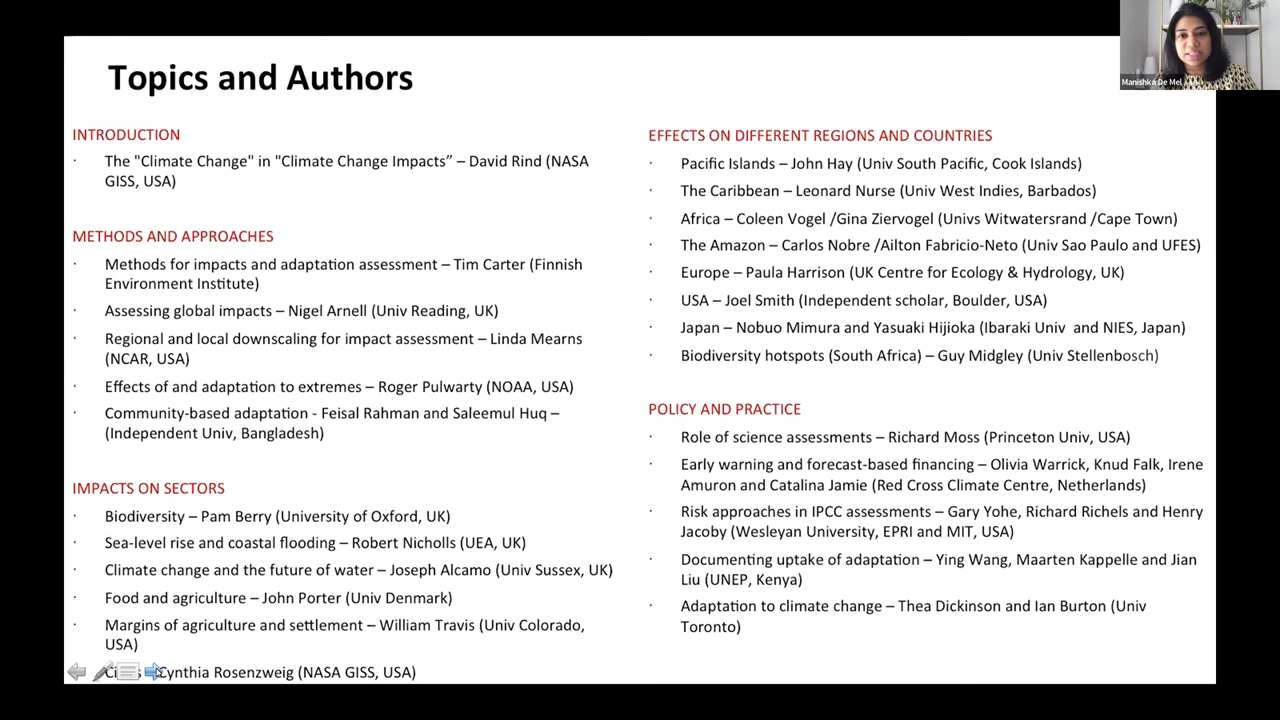 Topics and Authors
INTRODUCTION
· The "Climate Change" in "Climate Change Impacts” – David Rind (NASA
GISS, USA)
METHODS AND APPROACHES
· Methods for impacts and adaptation assessment – Tim Carter (Finnish
Environment Institute)
· Assessing global impacts – Nigel Arnell (Univ Reading, UK)
· Regional and local downscaling for impact assessment – Linda Mearns
(NCAR, USA)
· Effects of and adaptation to extremes – Roger Pulwarty (NOAA, USA)
· Community-based adaptation - Feisal Rahman and Saleemul Huq –
(Independent Univ, Bangladesh)
IMPACTS ON SECTORS
· Biodiversity – Pam Berry (University of Oxford, UK)
· Sea-level rise and coastal flooding – Robert Nicholls (UEA, UK)
· Climate change and the future of water – Joseph Alcamo (Univ Sussex, UK)
· Food and agriculture – John Porter (Univ Denmark)
· Margins of agriculture and settlement – William Travis (Univ Colorado,
USA)
Cynthia Rosenzweig (NASA GISS, USA)
EFFECTS ON DIFFERENT REGIONS AND COUNTRIES
· Pacific Islands – John Hay (Univ South Pacific, Cook Islands)
· The Caribbean – Leonard Nurse (Univ West Indies, Barbados)
· Africa – Coleen Vogel /Gina Ziervogel (Univs Witwatersrand /Cape Town)
· The Amazon – Carlos Nobre /Ailton Fabricio-Neto (Univ Sao Paulo and UFES)
· Europe – Paula Harrison (UK Centre for Ecology & Hydrology, UK)
· USA – Joel Smith (Independent scholar, Boulder, USA)
· Japan – Nobuo Mimura and Yasuaki Hijioka (Ibaraki Univ and NIES, Japan)
· Biodiversity hotspots (South Africa) – Guy Midgley (Univ Stellenbosch)
POLICY AND PRACTICE
· Role of science assessments – Richard Moss (Princeton Univ, USA)
· Early warning and forecast-based financing – Olivia Warrick, Knud Falk, Irene
Amuron and Catalina Jamie (Red Cross Climate Centre, Netherlands)
· Risk approaches in IPCC assessments – Gary Yohe, Richard Richels and Henry
Jacoby (Wesleyan University, EPRI and MIT, USA)
· Documenting uptake of adaptation – Ying Wang, Maarten Kappelle and Jian
Liu (UNEP, Kenya)
· Adaptation to climate change – Thea Dickinson and Ian Burton (Univ
Toronto)
Manishka De Mel